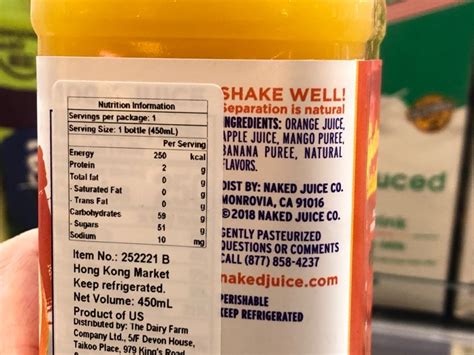 Nutrition Information
Servings per package: 1
Serving Size: 1 bottle (450mL)
Per Serving
Energy 250 kcal
Protein 2 g
Total fat 0 g
- Saturated Fat 0 g
- Trans Fat 0 g
Carbohydrates 59 g
- Sugars 51 g
Sodium 10 mg
Item No.: 252221 B
Hong Kong Market
Keep refrigerated.
Net Volume: 450mL
Product of US
Distributed by: The Dairy Farm
Company Ltd., 5/F Devon House,
Taikoo Place, 979 King's Road
SHAKE WELL!
Separation is natural
NGREDIENTS: ORANGE JUICE,
APPLE JUICE, MANGO PUREE,
BANANA PUREE, NATURAL
FLAVORS.
DIST BY: NAKED JUICE CO.
MONROVIA, CA 91016
©2018 NAKED JUICE CO.
GENTLY PASTEURIZED
QUESTIONS OR COMMENTS
CALL (877) 858-4237
nakedjuice.com
PERISHABLE
KEEP REFRIGERATED
uced